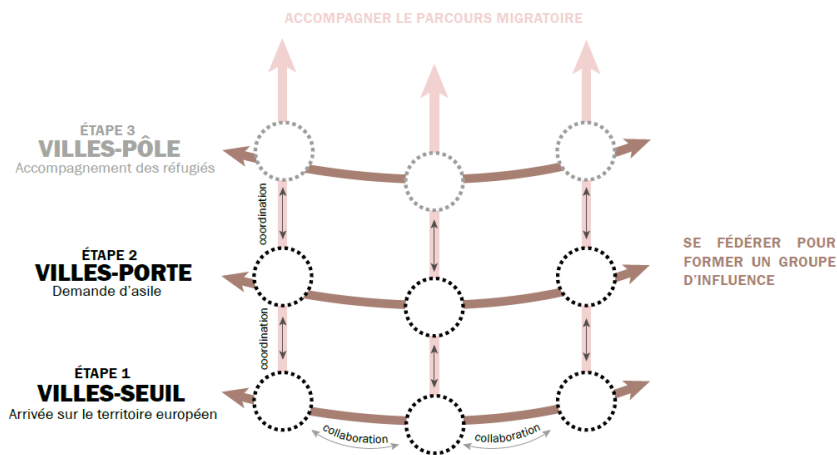 ACCOMPAGNER LE PARCOURS MIGRATOIRE
ÉTAPE 3
VILLES-PÔLE
Accompagnement des réfugiés
coordination
ÉTAPE 2
VILLES-PORTE
Demande d'asile
SE FÉDÉRER POUR
FORMER UN GROUPE
D'INFLUENCE
coordination
ÉTAPE 1
VILLES-SEUIL
Arrivée sur le territoire européen
collaboration
collaboration